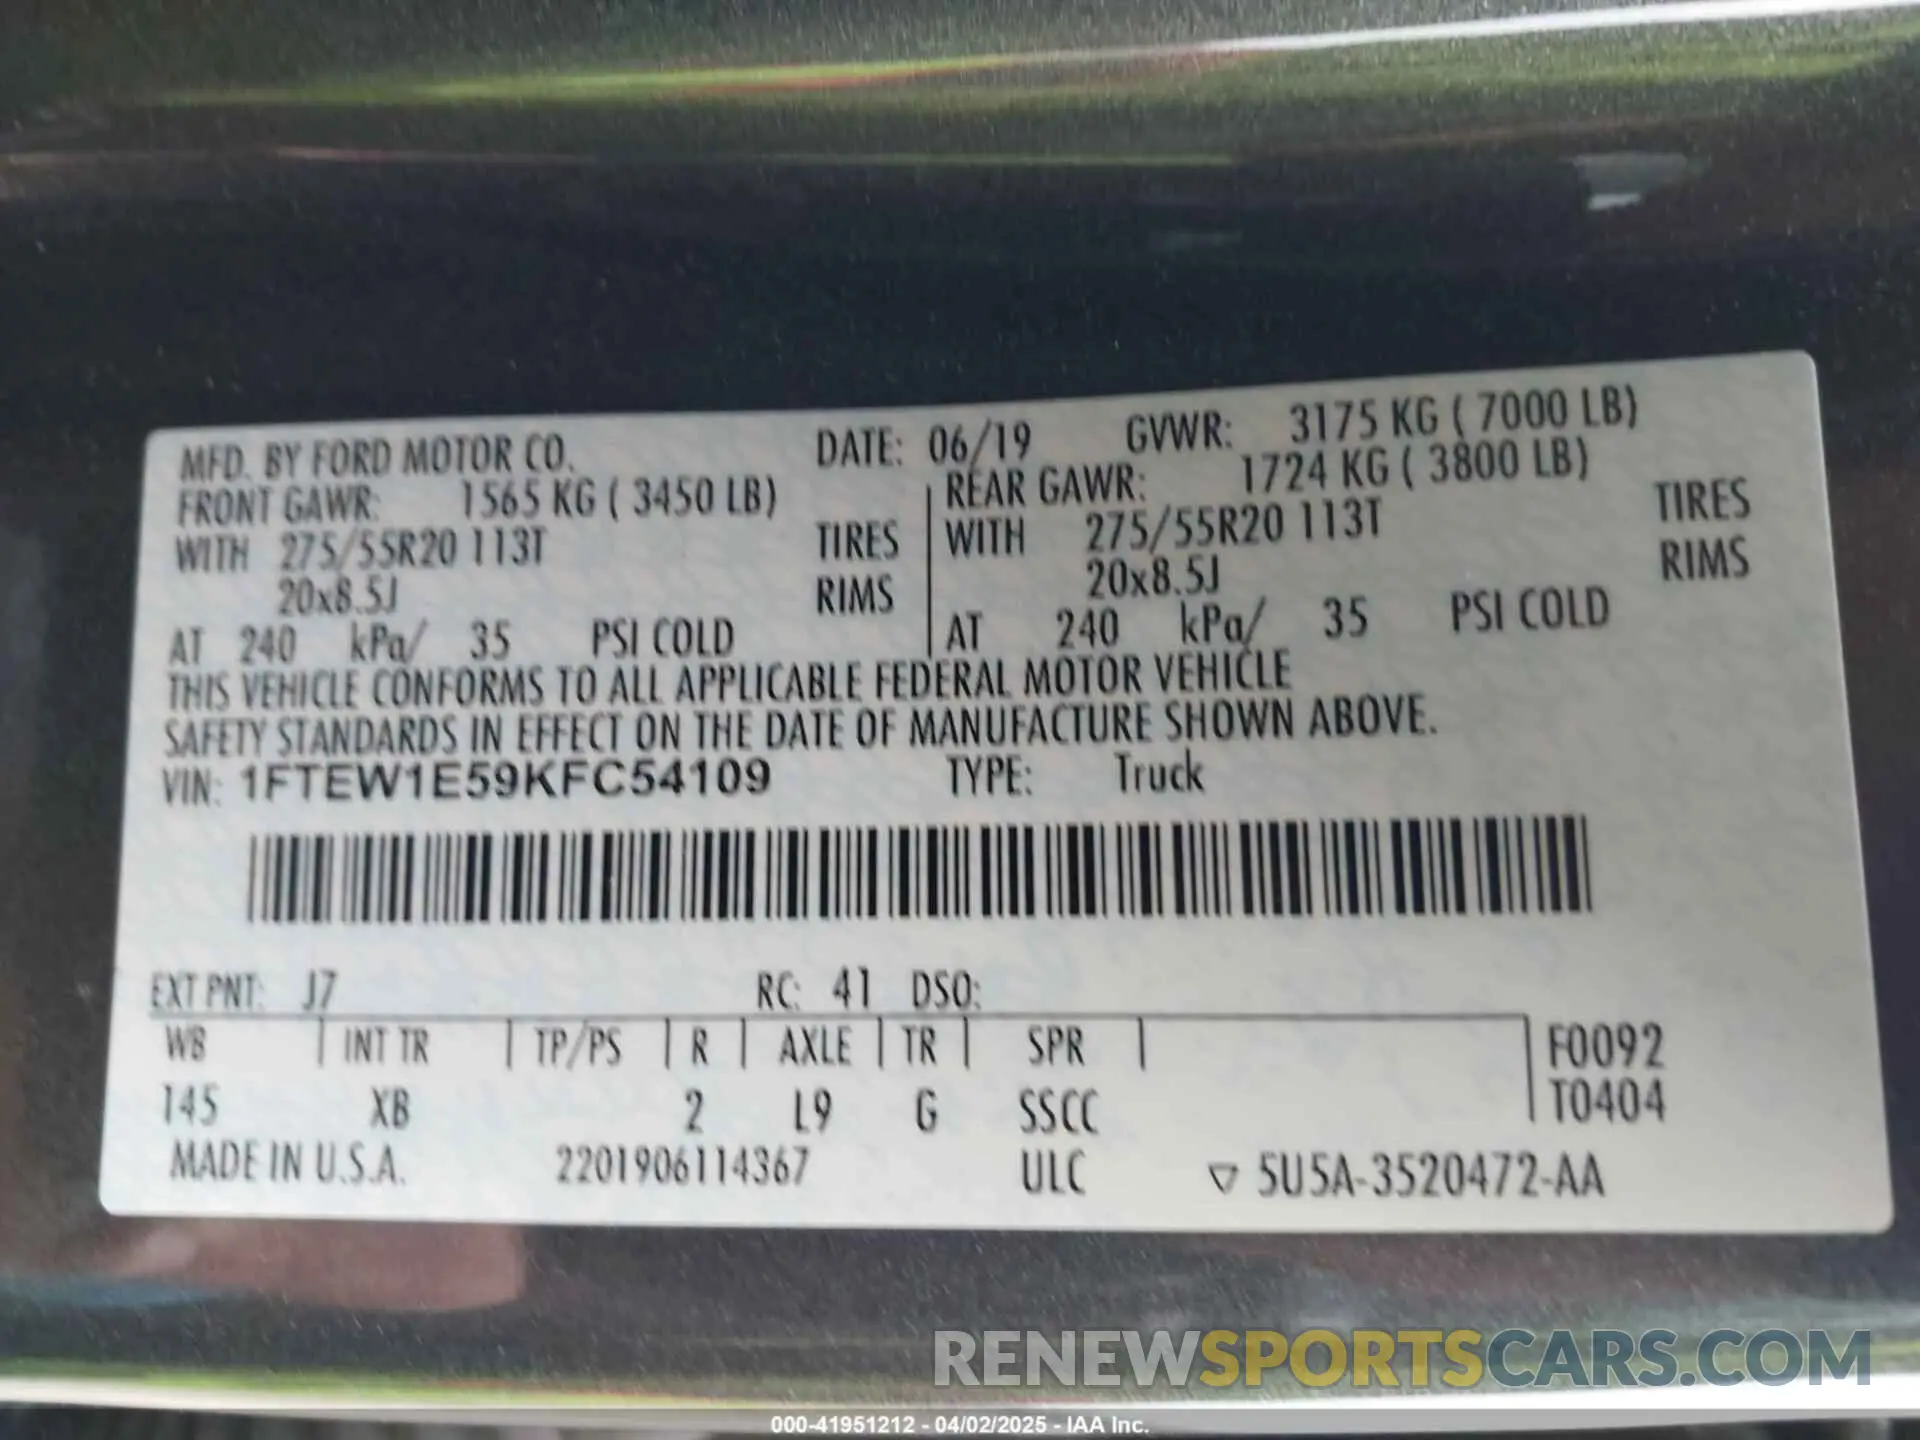 MFD. BY FORD MOTOR CO. DATE: 06/19 GVWR: 3175 KG ( 7000 LB)
FRONT GAWR: 1565 KG ( 3450 LB) REAR GAWR: 1724 KG ( 3800 LB)
WITH 275/55R20 113T TIRES WITH 275/55R20 113T TIRES
20x8.5J RIMS 20x8.5J RIMS
AT 240 kPa/ 35 PSI COLD AT 240 kPa/ 35 PSI COLD
THIS VEHICLE CONFORMS TO ALL APPLICABLE FEDERAL MOTOR VEHICLE
SAFETY STANDARDS IN EFFECT ON THE DATE OF MANUFACTURE SHOWN ABOVE.
VIN: 1FTEW1E59KFC54109 TYPE: Truck
EXT PNT: J7 RC: 41 DSO:
WB INT TR TP/PS R AXLE TR SPR F0092
145 XB 2 L9 G SSCC T0404
MADE IN U.S.A. 2201906114367 ULC ▽ 5U5A-3520472-AA
RENEWSPORTSCARS.COM
000-41951212 - 04/02/2025 - IAA Inc.